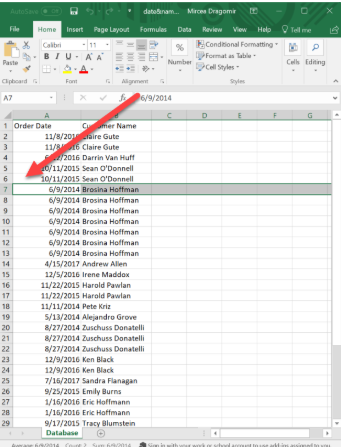 AutoSave
data&nam...
Mircea Dragomir
File Home Insert Page Layout Formulas Data Review View Help Tell me
Paste
Calibri 11
B I U A A
Number
Conditional Formatting
Format as Table
Cell Styles
Cells Editing
Clipboard Font Alignment Styles
A7 fx 6/9/2014
A B C D E F G
1 Order Date Customer Name
2 11/8/2016 Claire Gute
3 11/8/2016 Claire Gute
4 6/12/2016 Darrin Van Huff
5 10/11/2015 Sean O'Donnell
6 10/11/2015 Sean O'Donnell
7 6/9/2014 Brosina Hoffman
8 6/9/2014 Brosina Hoffman
9 6/9/2014 Brosina Hoffman
10 6/9/2014 Brosina Hoffman
11 6/9/2014 Brosina Hoffman
12 6/9/2014 Brosina Hoffman
13 6/9/2014 Brosina Hoffman
14 4/15/2017 Andrew Allen
15 12/5/2016 Irene Maddox
16 11/22/2015 Harold Pawlan
17 11/22/2015 Harold Pawlan
18 11/11/2014 Pete Kriz
19 5/13/2014 Alejandro Grove
20 8/27/2014 Zuschuss Donatelli
21 8/27/2014 Zuschuss Donatelli
22 8/27/2014 Zuschuss Donatelli
23 12/9/2016 Ken Black
24 12/9/2016 Ken Black
25 7/16/2017 Sandra Flanagan
26 9/25/2015 Emily Burns
27 1/16/2016 Eric Hoffmann
28 1/16/2016 Eric Hoffmann
29 9/17/2015 Tracy Blumstein
Database
Average: 6/9/2014 Count: 2 Sum: 6/9/2014 Sign in with your work or school account to use add-ins assigned to you